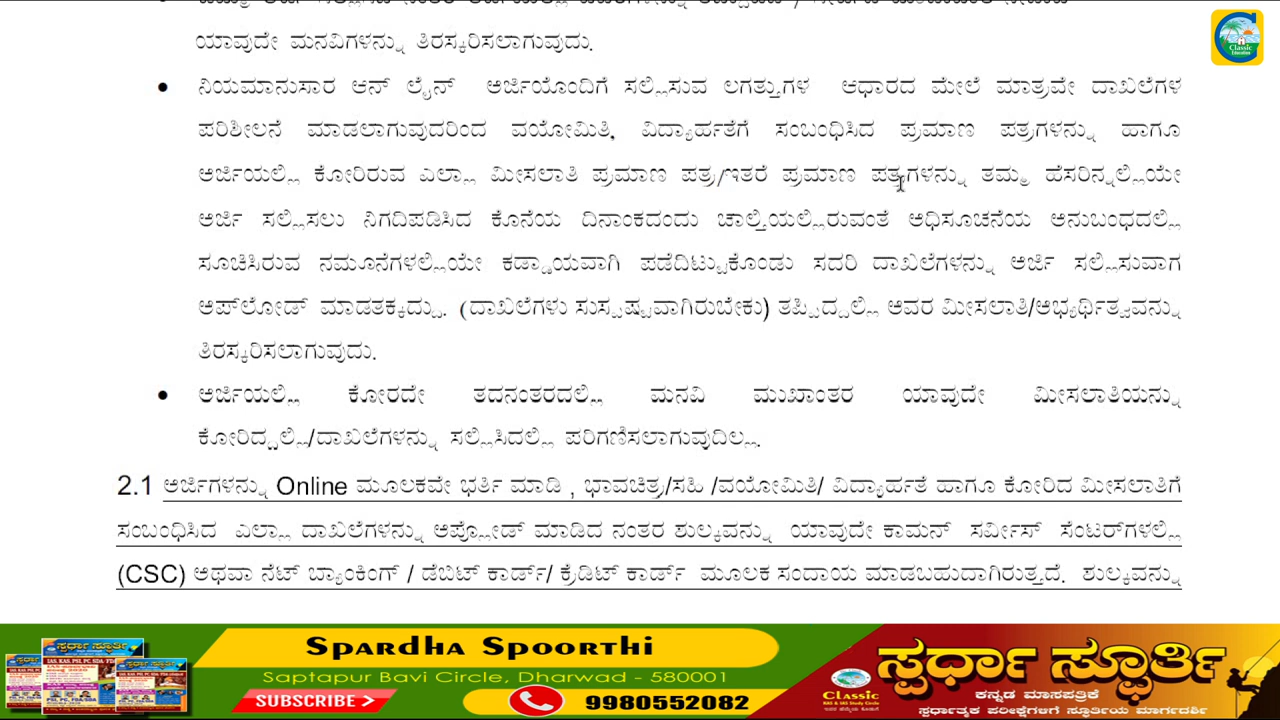 ಯಾವುದೇ ಮನವಿಗಳನ್ನು ತಿರಸ್ಕರಿಸಲಾಗುವುದು.
• ನಿಯಮಾನುಸಾರ ಆನ್ ಲೈನ್ ಅರ್ಜಿಯೊಂದಿಗೆ ಸಲ್ಲಿಸುವ ಲಗತ್ತುಗಳ ಆಧಾರದ ಮೇಲೆ ಮಾತ್ರವೇ ದಾಖಲೆಗಳ
ಪರಿಶೀಲನೆ ಮಾಡಲಾಗುವುದರಿಂದ ವಯೋಮಿತಿ, ವಿದ್ಯಾರ್ಹತೆಗೆ ಸಂಬಂಧಿಸಿದ ಪ್ರಮಾಣ ಪತ್ರಗಳನ್ನು ಹಾಗೂ
ಅರ್ಜಿಯಲ್ಲಿ ಕೋರಿರುವ ಎಲ್ಲಾ ಮೀಸಲಾತಿ ಪ್ರಮಾಣ ಪತ್ರ/ಇತರೆ ಪ್ರಮಾಣ ಪತ್ರಗಳನ್ನು ತಮ್ಮ ಹೆಸರಿನ್ನಲ್ಲಿಯೇ
ಅರ್ಜಿ ಸಲ್ಲಿಸಲು ನಿಗದಿಪಡಿಸಿದ ಕೊನೆಯ ದಿನಾಂಕದಂದು ಚಾಲ್ತಿಯಲ್ಲಿರುವಂತೆ ಅಧಿಸೂಚನೆಯ ಅನುಬಂಧದಲ್ಲಿ
ಸೂಚಿಸಿರುವ ನಮೂನೆಗಳಲ್ಲಿಯೇ ಕಡ್ಡಾಯವಾಗಿ ಪಡೆದಿಟ್ಟುಕೊಂಡು ಸದರಿ ದಾಖಲೆಗಳನ್ನು ಅರ್ಜಿ ಸಲ್ಲಿಸುವಾಗ
ಅಪ್‌ಲೋಡ್ ಮಾಡತಕ್ಕದ್ದು. (ದಾಖಲೆಗಳು ಸುಸ್ಪಷ್ಟವಾಗಿರುಬೇಕು) ತಪ್ಪಿದ್ದಲ್ಲಿ ಅವರ ಮೀಸಲಾತಿ/ಅಭ್ಯರ್ಥಿತ್ವವನ್ನು
ತಿರಸ್ಕರಿಸಲಾಗುವುದು.
• ಅರ್ಜಿಯಲ್ಲಿ ಕೋರದೇ ತದನಂತರದಲ್ಲಿ ಮನವಿ ಮುಖಾಂತರ ಯಾವುದೇ ಮೀಸಲಾತಿಯನ್ನು
ಕೋರಿದ್ದಲ್ಲಿ/ದಾಖಲೆಗಳನ್ನು ಸಲ್ಲಿಸಿದಲ್ಲಿ ಪರಿಗಣಿಸಲಾಗುವುದಿಲ್ಲ.
2.1 ಅರ್ಜಿಗಳನ್ನು Online ಮೂಲಕವೇ ಭರ್ತಿ ಮಾಡಿ , ಭಾವಚಿತ್ರ/ಸಹಿ /ವಯೋಮಿತಿ/ ವಿದ್ಯಾರ್ಹತೆ ಹಾಗೂ ಕೋರಿದ ಮೀಸಲಾತಿಗೆ
ಸಂಬಂಧಿಸಿದ ಎಲ್ಲಾ ದಾಖಲೆಗಳನ್ನು ಅಪ್ಲೋಡ್ ಮಾಡಿದ ನಂತರ ಶುಲ್ಕವನ್ನು ಯಾವುದೇ ಕಾಮನ್ ಸರ್ವೀಸ್ ಸೆಂಟರ್‌ಗಳಲ್ಲಿ
(CSC) ಅಥವಾ ನೆಟ್ ಬ್ಯಾಂಕಿಂಗ್ / ಡೆಬಿಟ್ ಕಾರ್ಡ್/ ಕ್ರೆಡಿಟ್ ಕಾರ್ಡ್ ಮೂಲಕ ಸಂದಾಯ ಮಾಡಬಹುದಾಗಿರುತ್ತದೆ. ಶುಲ್ಕವನ್ನು
Classic
Education
Spardha Spoorthi
Saptapur Bavi Circle, Dharwad - 580001
SUBSCRIBE
9980552082
ಸ್ಪರ್ಧಾ ಸ್ಫೂರ್ತಿ
ಕನ್ನಡ ಮಾಸಪತ್ರಿಕೆ
ಸ್ಪರ್ಧಾತ್ಮಕ ಪರೀಕ್ಷೆಗಳಿಗೆ ಸ್ಫೂರ್ತಿಯ ಮಾರ್ಗದರ್ಶಿ
Classic
KAS & IAS Study Circle